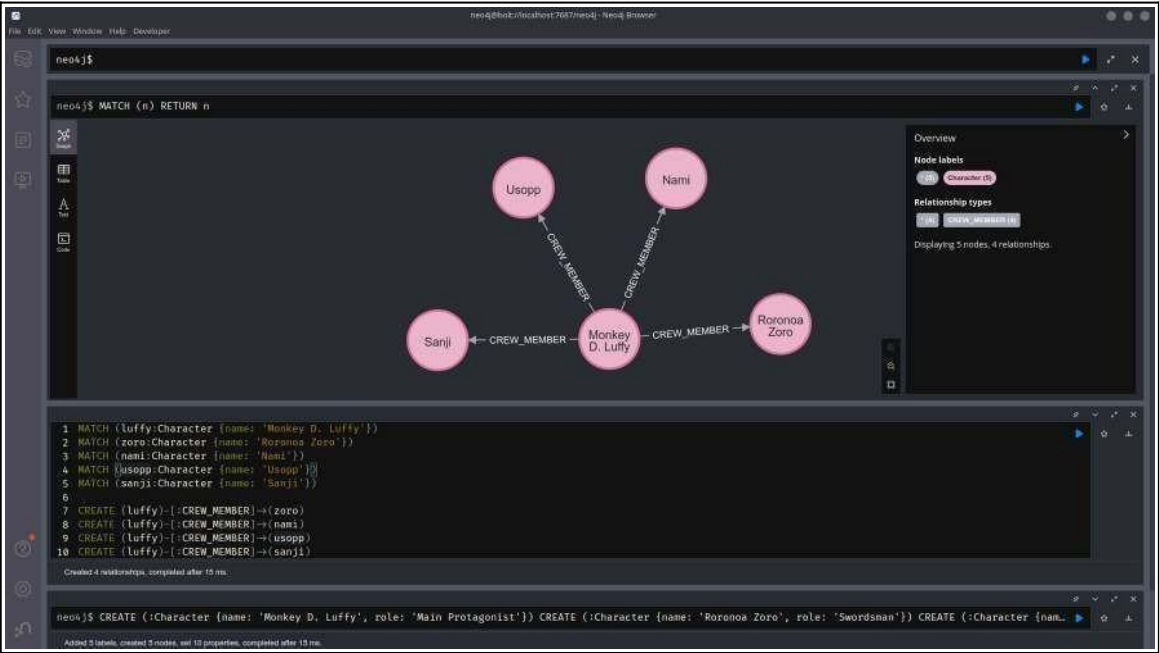 neo4j@bolt://localhost:7687/neo4j - Neo4j Browser
File Edit View Window Help Developer
neo4j$
neo4j$ MATCH (n) RETURN n
Graph
Table
Text
Code
Usopp
Nami
Sanji
Monkey
D. Luffy
Roronoa
Zoro
CREW_MEMBER
CREW_MEMBER
CREW_MEMBER
CREW_MEMBER
Overview
Node labels
* (5) Character (5)
Relationship types
* (4) CREW_MEMBER (4)
Displaying 5 nodes, 4 relationships.
1 MATCH (luffy:Character {name: 'Monkey D. Luffy'})
2 MATCH (zoro:Character {name: 'Roronoa Zoro'})
3 MATCH (nami:Character {name: 'Nami'})
4 MATCH (usopp:Character {name: 'Usopp'})
5 MATCH (sanji:Character {name: 'Sanji'})
6
7 CREATE (luffy)-[:CREW_MEMBER]→(zoro)
8 CREATE (luffy)-[:CREW_MEMBER]→(nami)
9 CREATE (luffy)-[:CREW_MEMBER]→(usopp)
10 CREATE (luffy)-[:CREW_MEMBER]→(sanji)
Created 4 relationships, completed after 15 ms.
neo4j$ CREATE (:Character {name: 'Monkey D. Luffy', role: 'Main Protagonist'}) CREATE (:Character {name: 'Roronoa Zoro', role: 'Swordsman'}) CREATE (:Character {nam…
Added 5 labels, created 5 nodes, set 10 properties, completed after 13 ms.